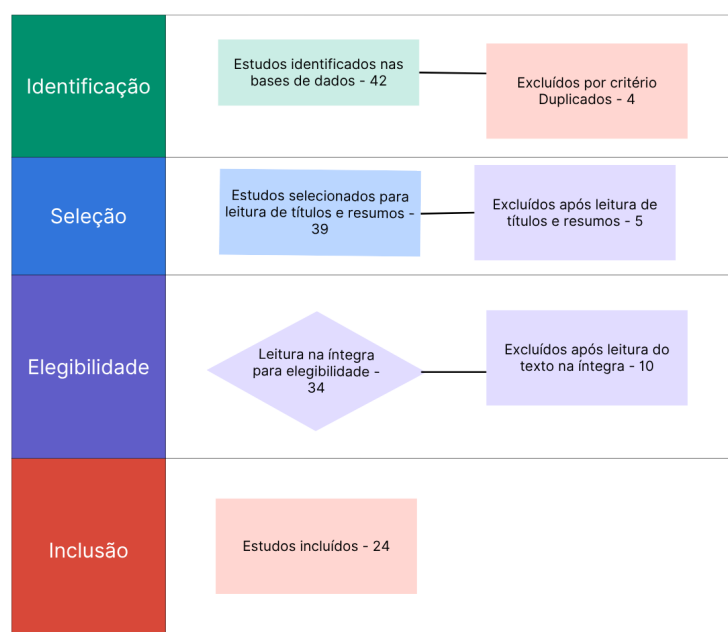 Identificação
Estudos identificados nas
bases de dados - 42
Excluídos por critério
Duplicados - 4
Seleção
Estudos selecionados para
leitura de títulos e resumos -
39
Excluídos após leitura de
títulos e resumos - 5
Elegibilidade
Leitura na íntegra
para elegibilidade -
34
Excluídos após leitura do
texto na íntegra - 10
Inclusão
Estudos incluídos - 24